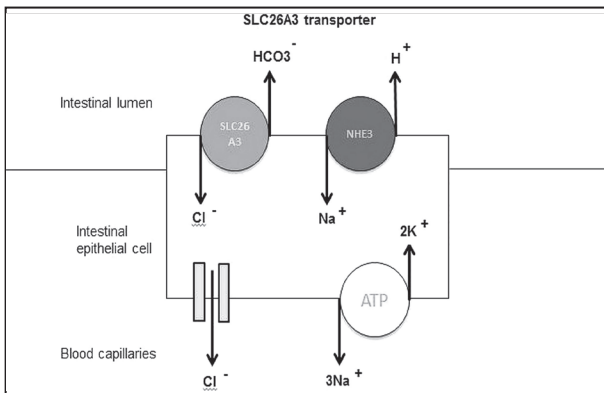 SLC26A3 transporter
HCO3 -
H +
Intestinal lumen
SLC26
A3
NHE3
Cl -
Na +
Intestinal
epithelial cell
2K +
ATP
Blood capillaries
Cl -
3Na +